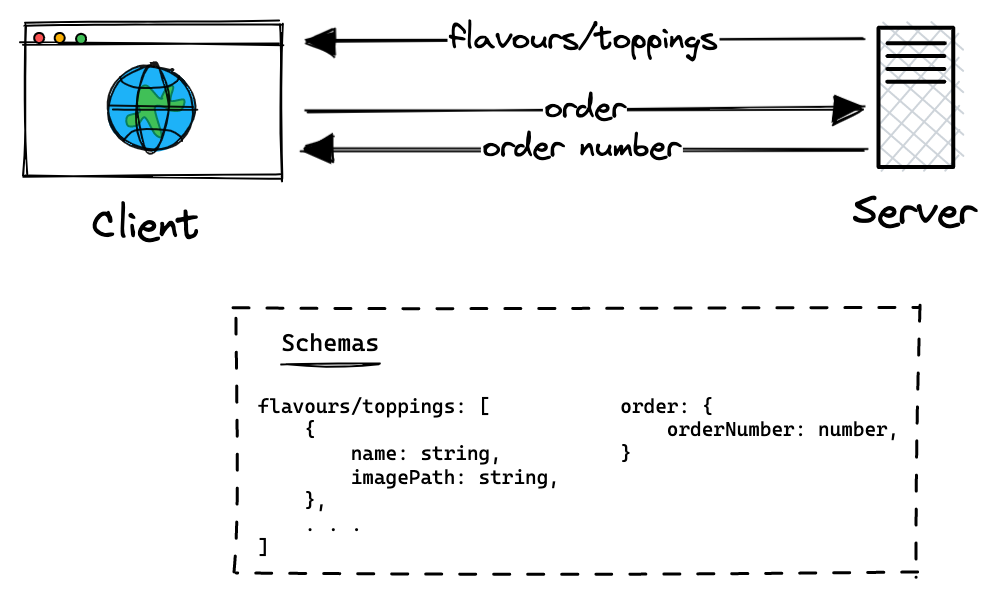 flavours/toppings
order
order number
Client
Server
Schemas
flavours/toppings: [
{
name: string,
imagePath: string,
},
. . .
]
order: {
orderNumber: number,
}